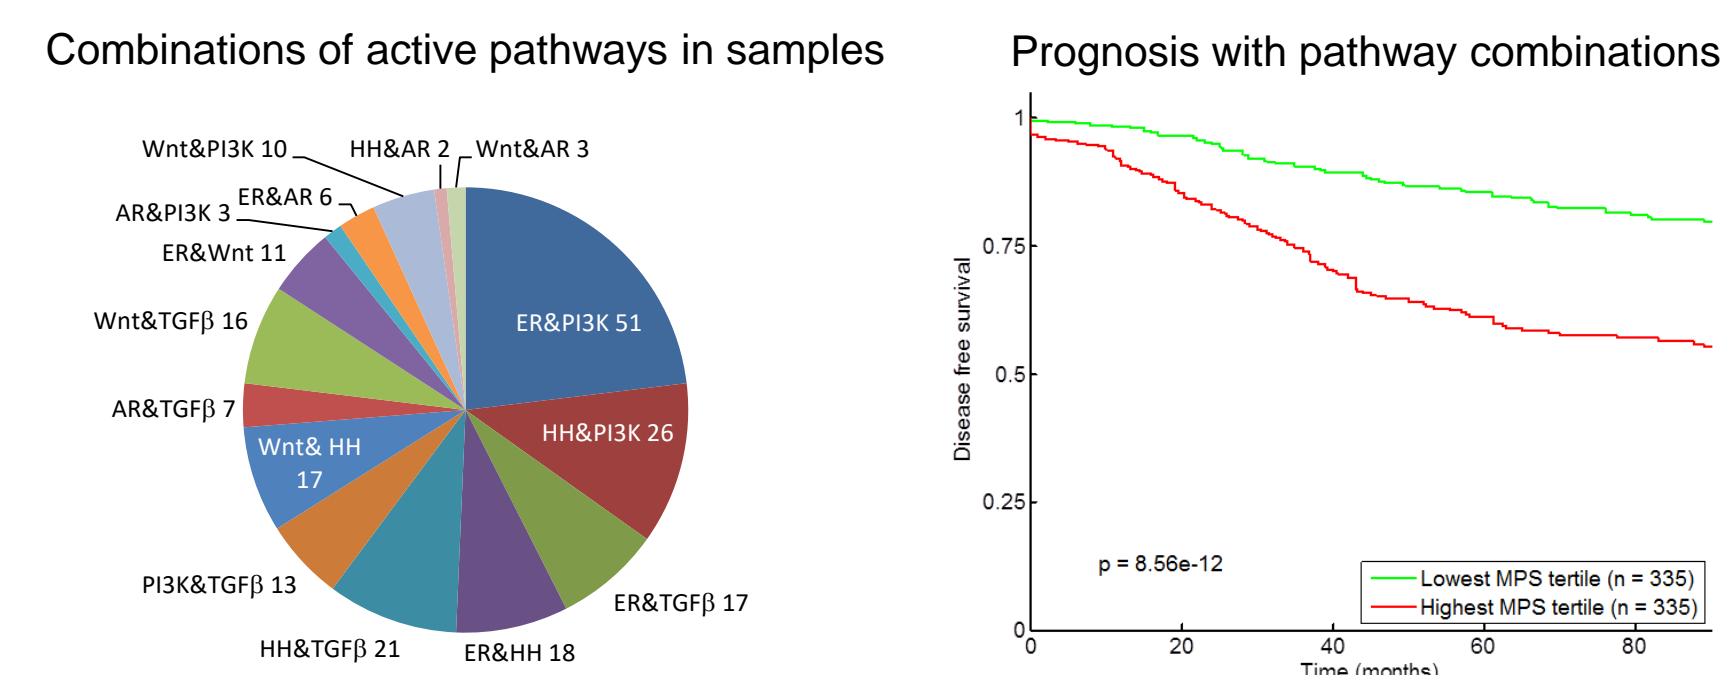 Combinations of active pathways in samples
Wnt&PI3K 10
HH&AR 2
Wnt&AR 3
ER&AR 6
AR&PI3K 3
ER&Wnt 11
Wnt&TGFβ 16
AR&TGFβ 7
Wnt& HH
17
PI3K&TGFβ 13
HH&TGFβ 21
ER&HH 18
ER&TGFβ 17
HH&PI3K 26
ER&PI3K 51
Prognosis with pathway combinations
1
0.75
0.5
0.25
0
Disease free survival
p = 8.56e-12
Lowest MPS tertile (n = 335)
Highest MPS tertile (n = 335)
0
20
40
60
80
Time (months)